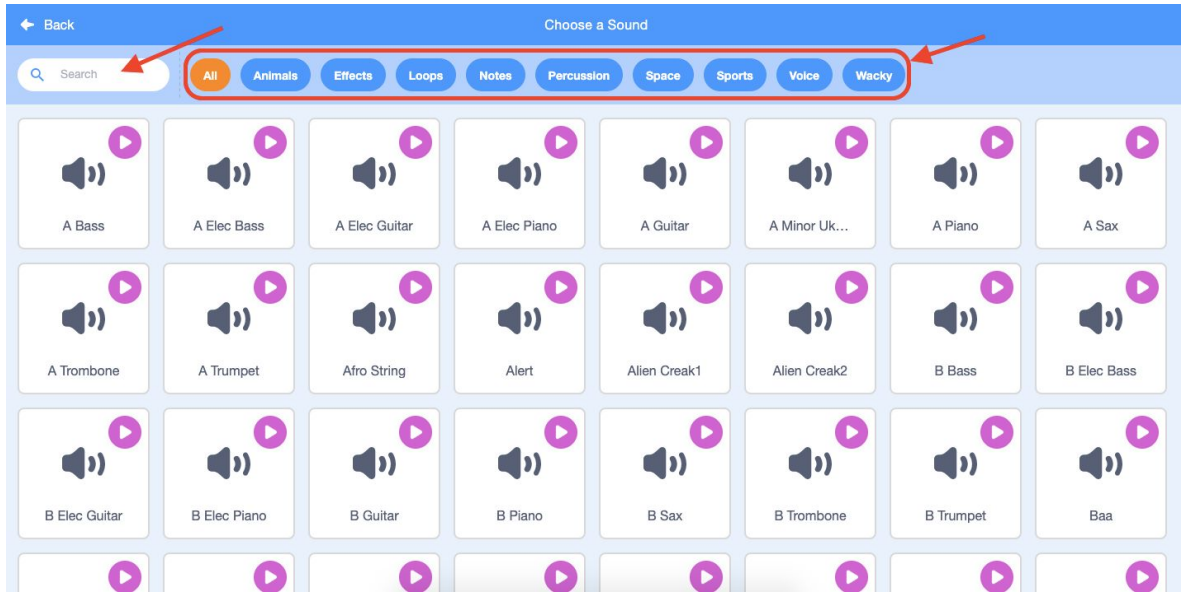 Back
Choose a Sound
Search
All Animals Effects Loops Notes Percussion Space Sports Voice Wacky
A Bass A Elec Bass A Elec Guitar A Elec Piano A Guitar A Minor Uk... A Piano A Sax
A Trombone A Trumpet Afro String Alert Alien Creak1 Alien Creak2 B Bass B Elec Bass
B Elec Guitar B Elec Piano B Guitar B Piano B Sax B Trombone B Trumpet Baa